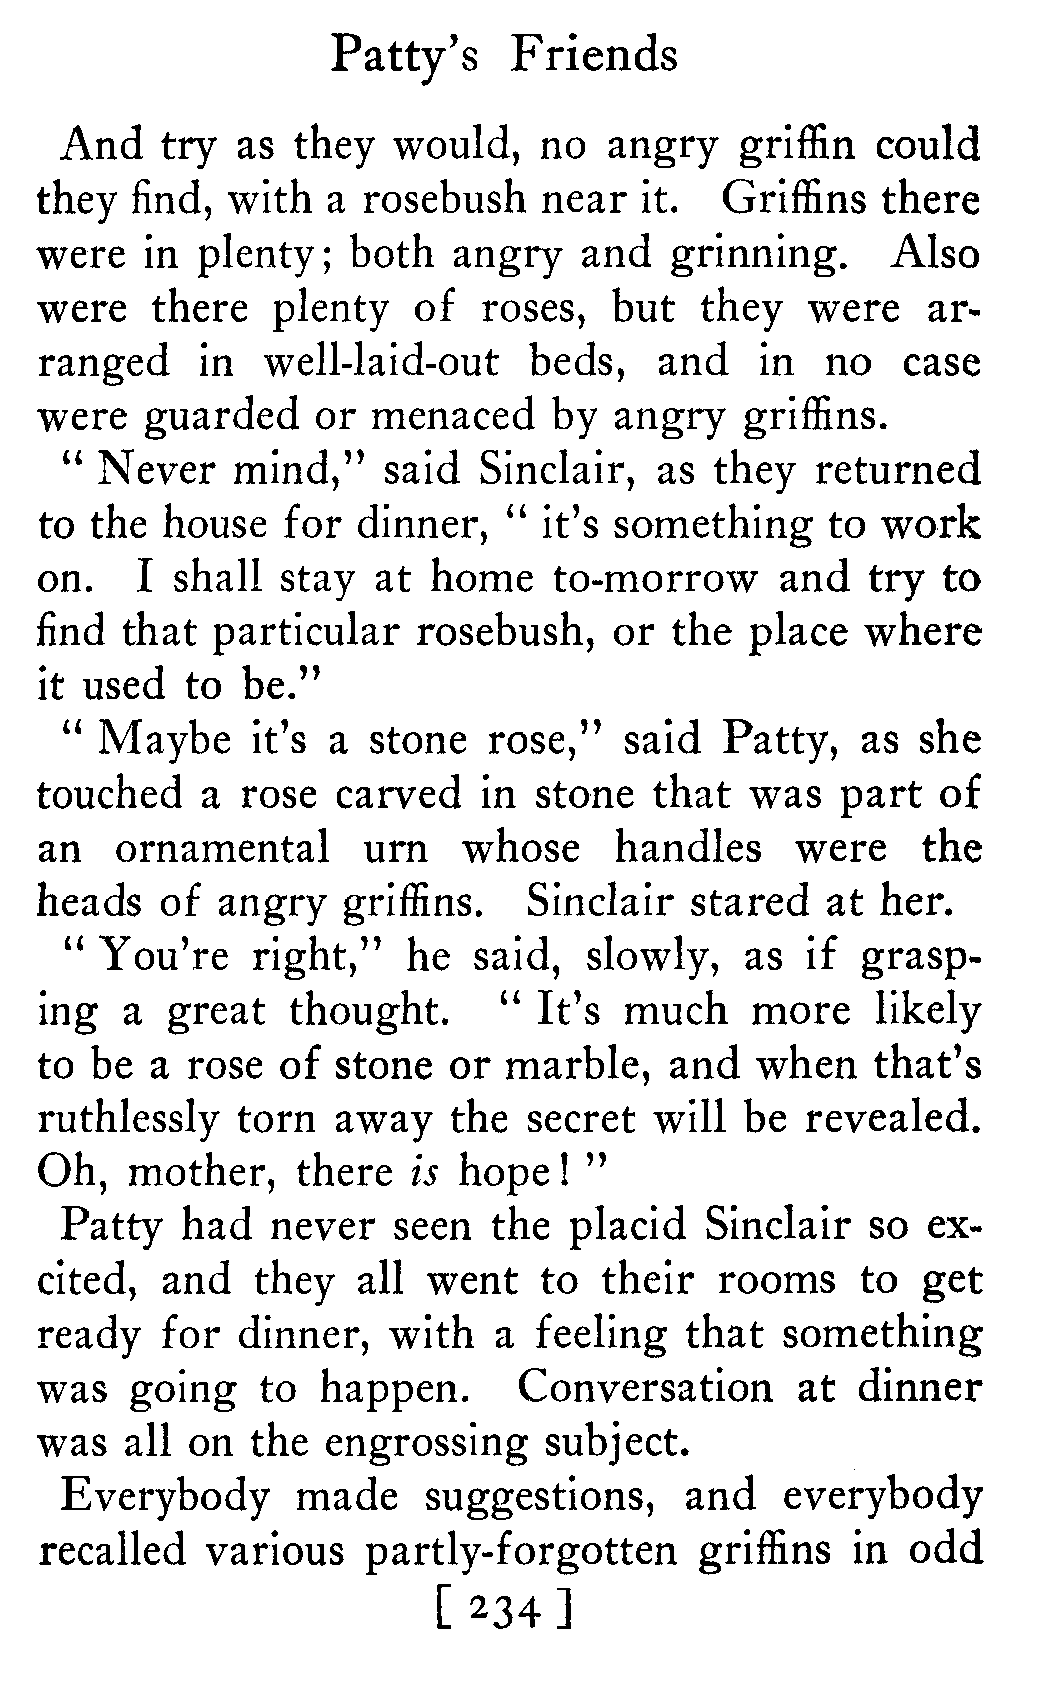 Patty's Friends
And try as they would, no angry griffin could
they find, with a rosebush near it. Griffins there
were in plenty; both angry and grinning. Also
were there plenty of roses, but they were ar-
ranged in well-laid-out beds, and in no case
were guarded or menaced by angry griffins.
" Never mind," said Sinclair, as they returned
to the house for dinner, " it's something to work
on. I shall stay at home to-morrow and try to
find that particular rosebush, or the place where
it used to be."
" Maybe it's a stone rose," said Patty, as she
touched a rose carved in stone that was part of
an ornamental urn whose handles were the
heads of angry griffins. Sinclair stared at her.
" You're right," he said, slowly, as if grasp-
ing a great thought. " It's much more likely
to be a rose of stone or marble, and when that's
ruthlessly torn away the secret will be revealed.
Oh, mother, there is hope! "
Patty had never seen the placid Sinclair so ex-
cited, and they all went to their rooms to get
ready for dinner, with a feeling that something
was going to happen. Conversation at dinner
was all on the engrossing subject.
Everybody made suggestions, and everybody
recalled various partly-forgotten griffins in odd
[ 234 ]